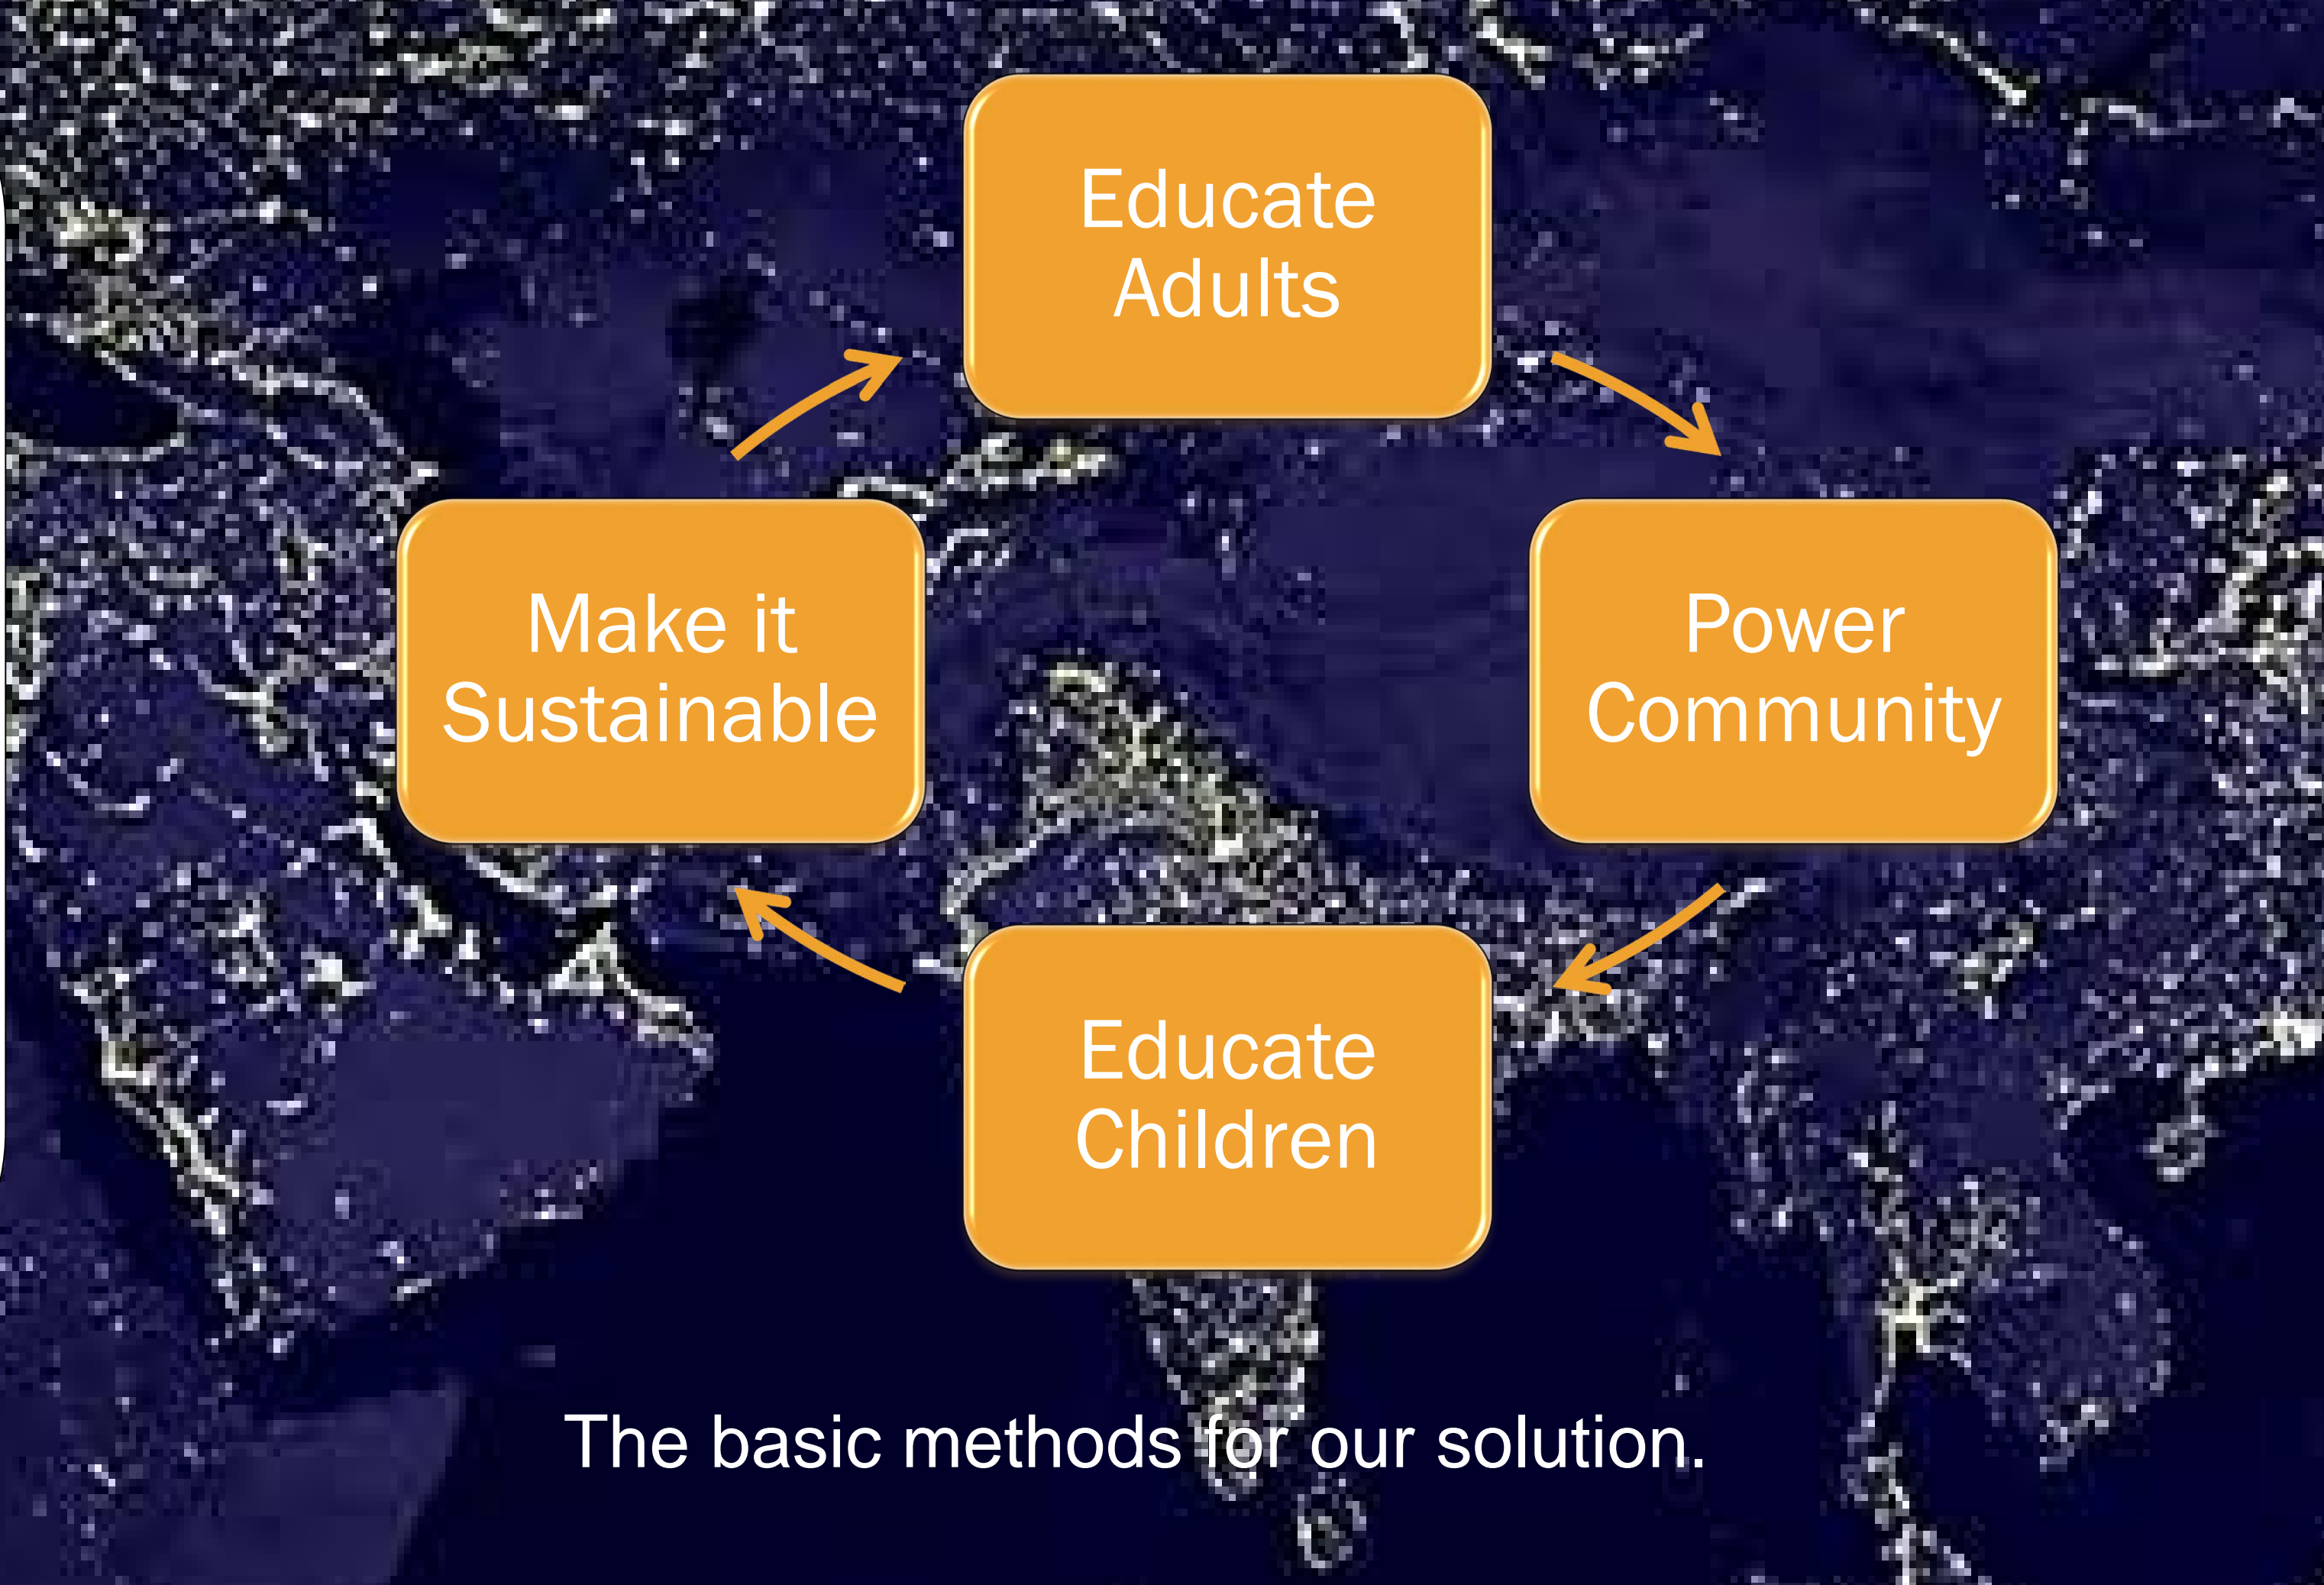 Educate
Adults
Make it
Sustainable
Power
Community
Educate
Children
The basic methods for our solution.